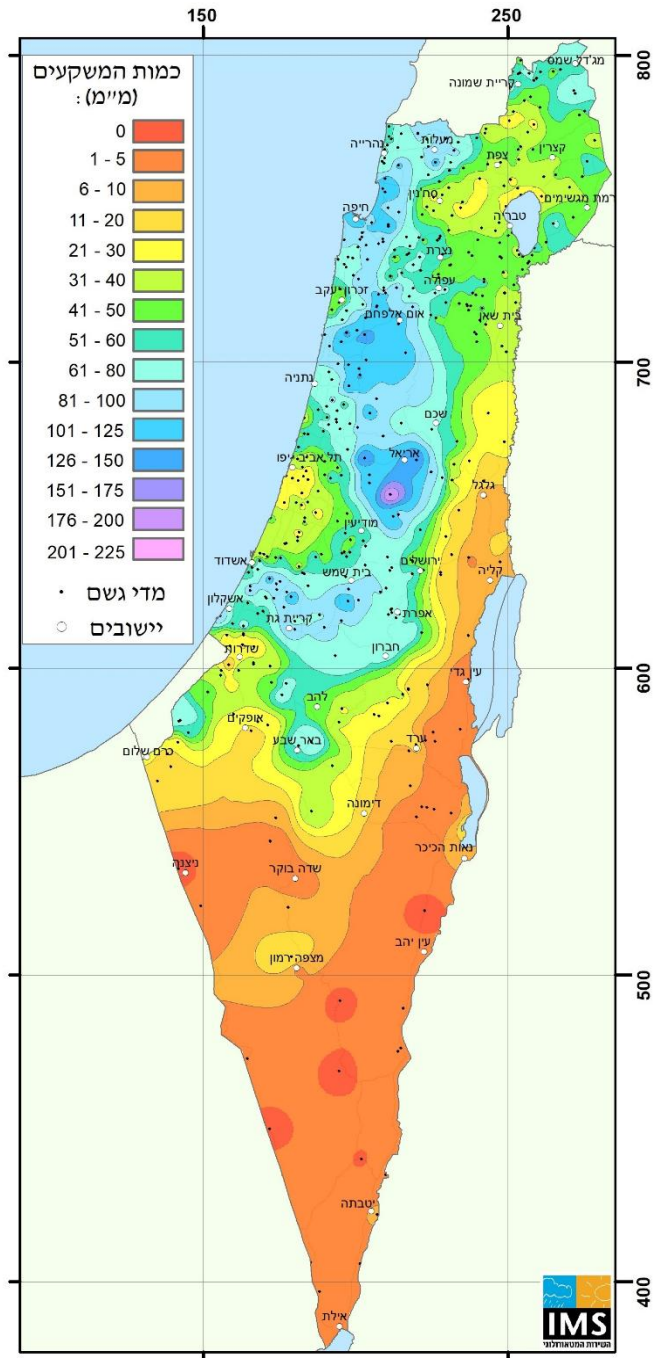 150
250
800
700
600
500
400
כמות המשקעים
(מ״מ):
0
1 - 5
6 - 10
11 - 20
21 - 30
31 - 40
41 - 50
51 - 60
61 - 80
81 - 100
101 - 125
126 - 150
151 - 175
176 - 200
201 - 225
מדי גשם
יישובים
מג'דל שמס
קריית שמונה
מעלות
נהרייה
צפת
קצרין
סח'נין
רמת מגשימים
חיפה
טבריה
נצרת
עפולה
זכרון יעקב
אום אלפחם
בית שאן
נתניה
שכם
אריאל
תל אביב יפו
גלגל
מודיעין
אשדוד
בית שמש
ירושלים
קליה
אשקלון
קריית גת
אפרת
חברון
שדרות
עין גדי
להב
אופקים
באר שבע
ערד
כרם שלום
דימונה
נאות הכיכר
ניצנה
שדה בוקר
עין יהב
מצפה רמון
יטבתה
אילת
IMS
השירות המטאורולוגי